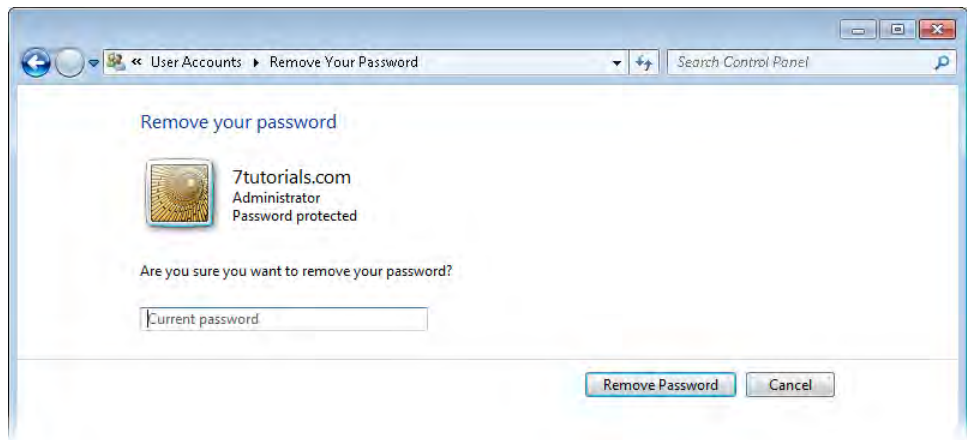 « User Accounts ▸ Remove Your Password
Search Control Panel
Remove your password
7tutorials.com
Administrator
Password protected
Are you sure you want to remove your password?
Current password
Remove Password
Cancel